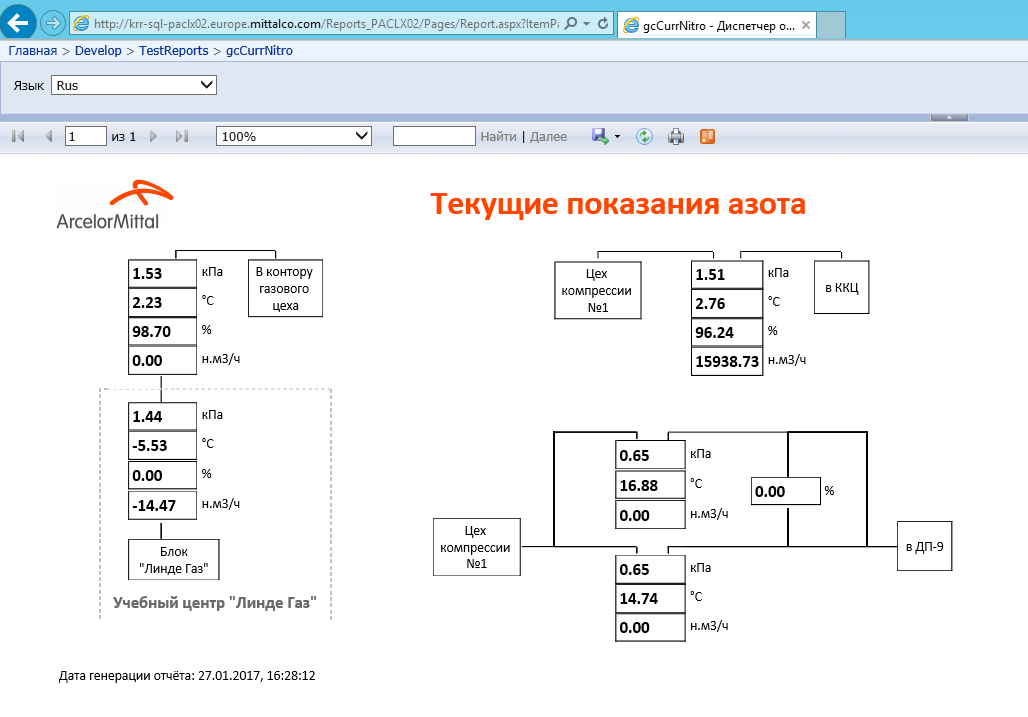 http://krr-sql-paclx02.europe.mittalco.com/Reports_PACLX02/Pages/Report.aspx?ItemP
gcCurrNitro - Диспетчер о...
Главная > Develop > TestReports > gcCurrNitro
Язык Rus
1 из 1 100% Найти | Далее
ArcelorMittal
Текущие показания азота
1.53 кПа
2.23 °C
98.70 %
0.00 н.м3/ч
В контору
газового
цеха
1.44 кПа
-5.53 °C
0.00 %
-14.47 н.м3/ч
Блок
"Линде Газ"
Учебный центр "Линде Газ"
Цех
компрессии
№1
1.51 кПа
2.76 °C
96.24 %
15938.73 н.м3/ч
в ККЦ
Цех
компрессии
№1
0.65 кПа
16.88 °C
0.00 н.м3/ч
0.00 %
0.65 кПа
14.74 °C
0.00 н.м3/ч
в ДП-9
Дата генерации отчёта: 27.01.2017, 16:28:12